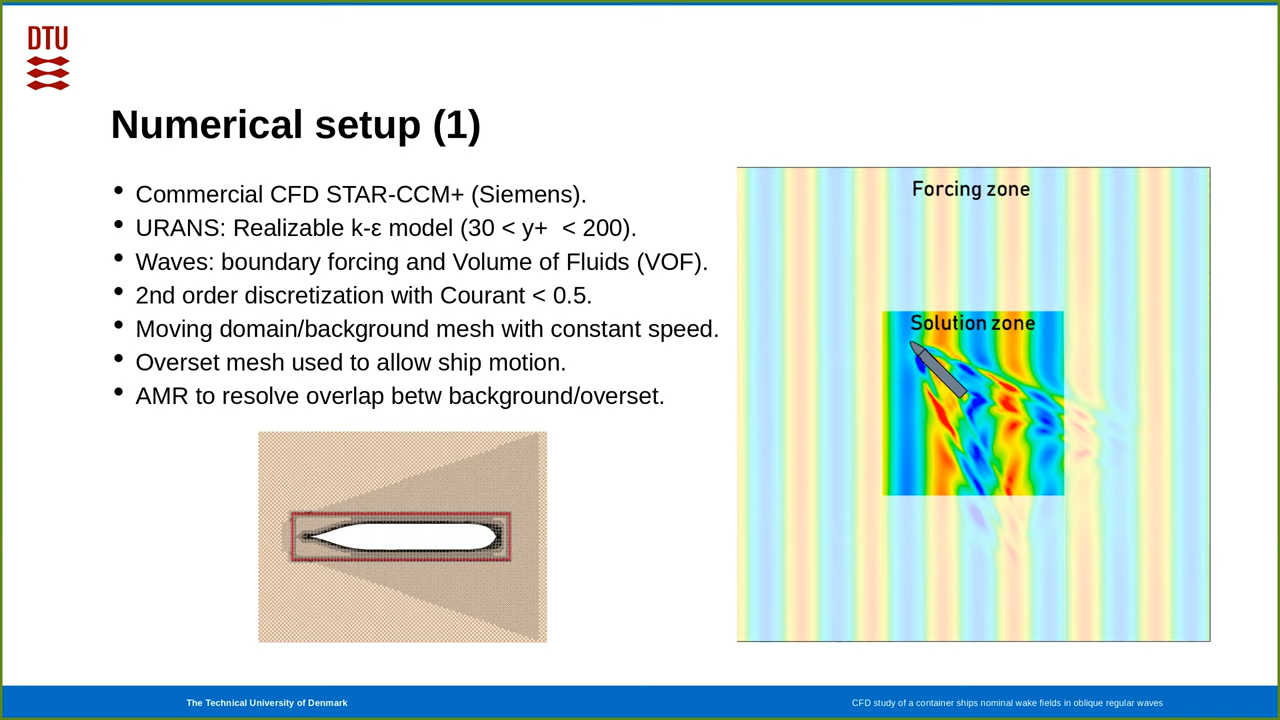 DTU
Numerical setup (1)
• Commercial CFD STAR-CCM+ (Siemens).
• URANS: Realizable k-ε model (30 < y+  < 200).
• Waves: boundary forcing and Volume of Fluids (VOF).
• 2nd order discretization with Courant < 0.5.
• Moving domain/background mesh with constant speed.
• Overset mesh used to allow ship motion.
• AMR to resolve overlap betw background/overset.
Forcing zone
Solution zone
The Technical University of Denmark
CFD study of a container ships nominal wake fields in oblique regular waves